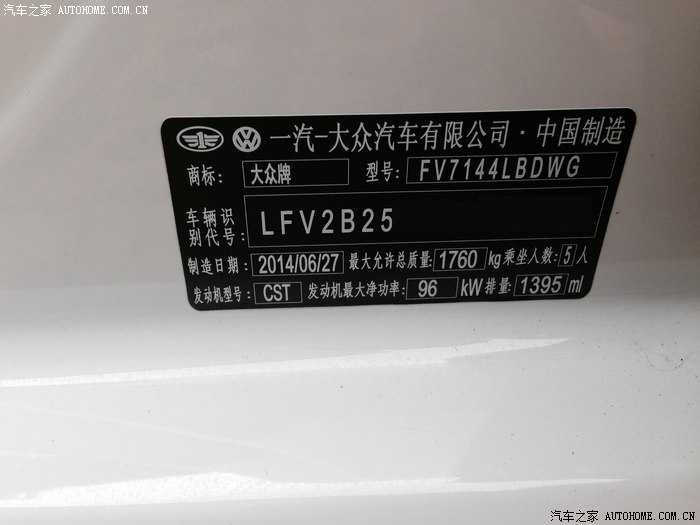 汽车之家 AUTOHOME.COM.CN
一汽-大众汽车有限公司·中国制造
商标: 大众牌 型号: FV7144LBDWG
车辆识别代号: LFV2B25
制造日期: 2014/06/27 最大允许总质量: 1760 kg 乘坐人数: 5 人
发动机型号: CST 发动机最大净功率: 96 kW 排量: 1395 ml
汽车之家 AUTOHOME.COM.CN